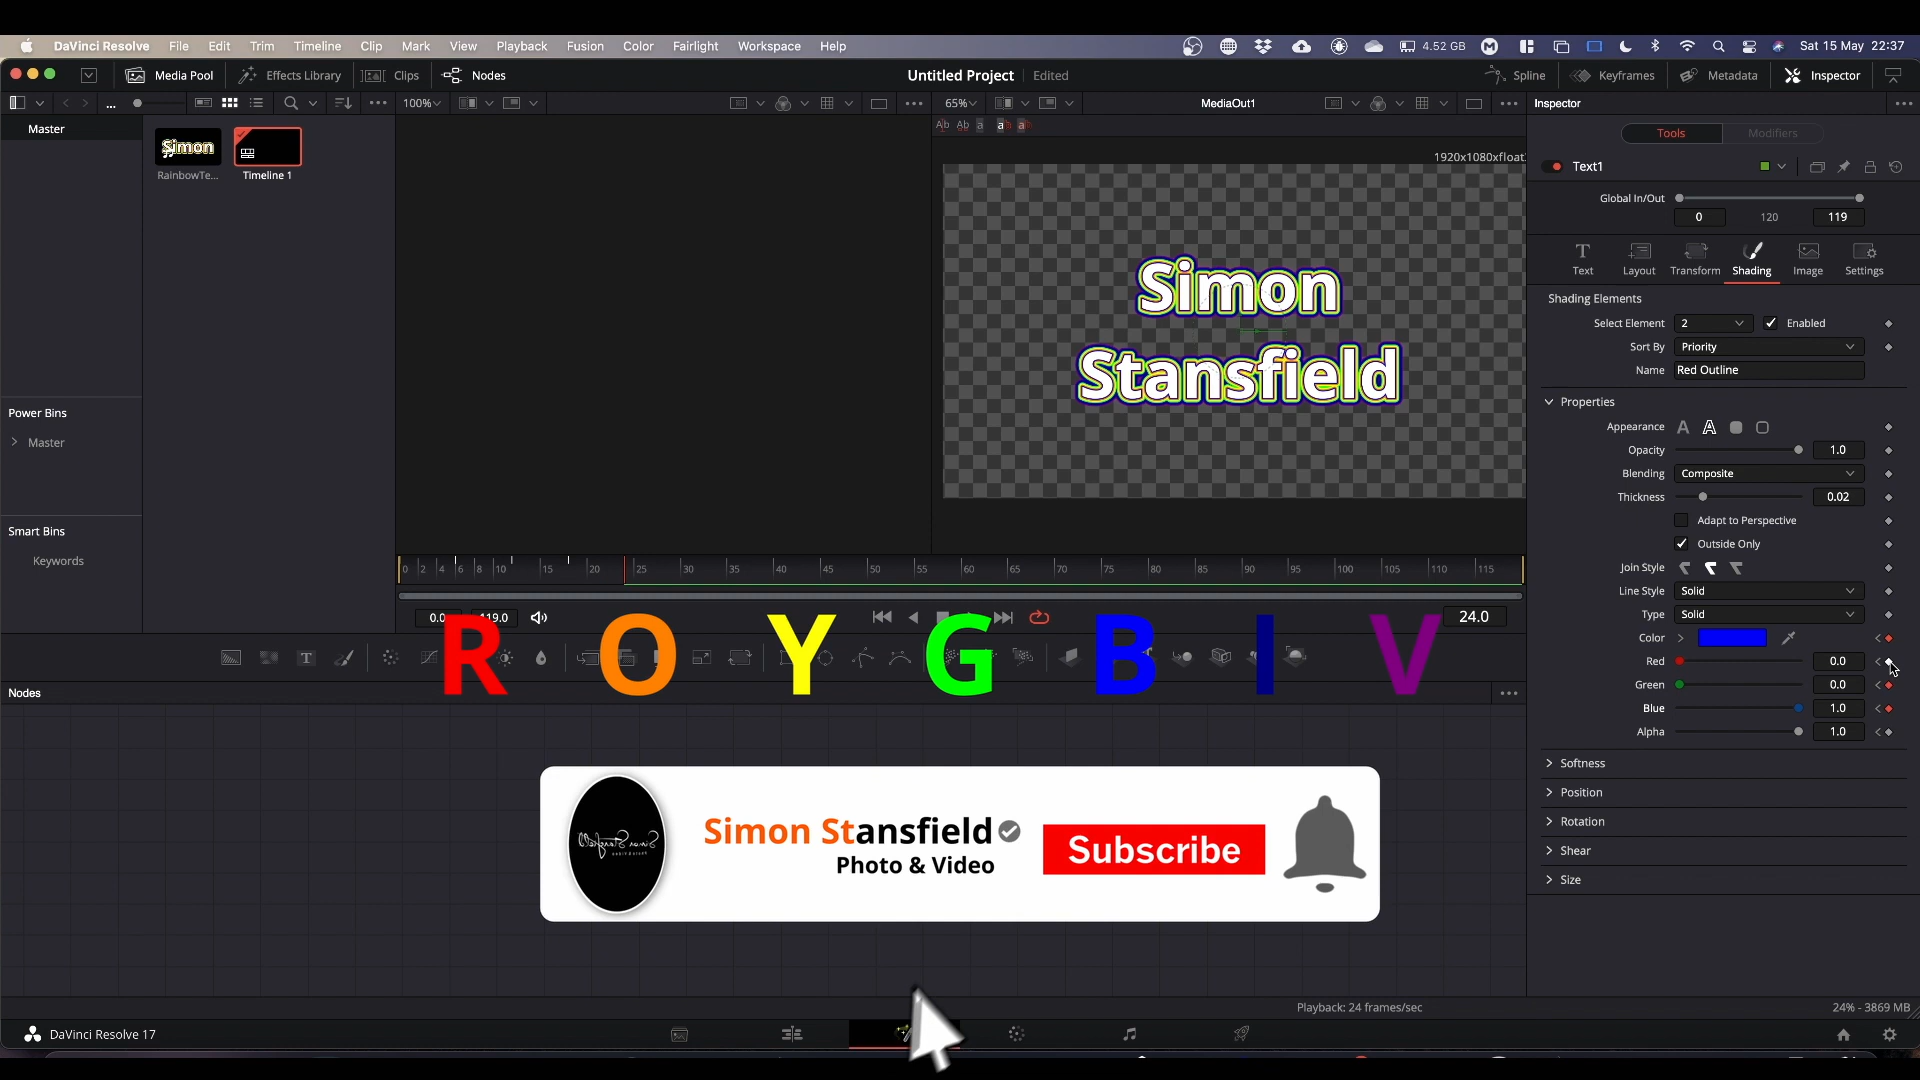 DaVinci Resolve File Edit Trim Timeline Clip Mark View Playback Fusion Color Fairlight Workspace Help 4.52 GB Sat 15 May 22:37
Media Pool Effects Library Clips Nodes Untitled Project Edited Spline Keyframes Metadata Inspector
... 100% 65% MediaOut1 Inspector
Master
Simon
RainbowTe...
Timeline 1
Power Bins
Master
Smart Bins
Keywords
1920x1080xfloat
Simon
Stansfield
0 2 4 6 8 10 15 20 25 30 35 40 45 50 55 60 65 70 75 80 85 90 95 100 105 110 115
0.0 119.0 24.0
R O Y G B I V
Nodes
Simon Stansfield
Photo & Video
Subscribe
Tools Modifiers
Text1
Global In/Out
0 120 119
Text Layout Transform Shading Image Settings
Shading Elements
Select Element 2 Enabled
Sort By Priority
Name Red Outline
Properties
Appearance
Opacity 1.0
Blending Composite
Thickness 0.02
Adapt to Perspective
Outside Only
Join Style
Line Style Solid
Type Solid
Color
Red 0.0
Green 0.0
Blue 1.0
Alpha 1.0
Softness
Position
Rotation
Shear
Size
Playback: 24 frames/sec 24% - 3869 MB
DaVinci Resolve 17